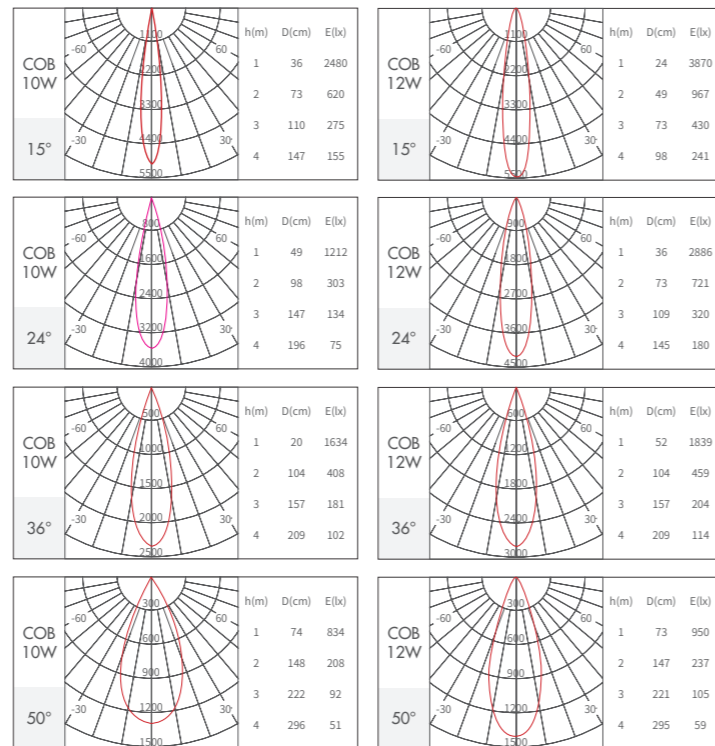 COB
10W
15°
-60
60
-30
30
1100
2200
3300
4400
5500
h(m) D(cm) E(lx)
1 36 2480
2 73 620
3 110 275
4 147 155
COB
12W
15°
-60
60
-30
30
1100
2200
3300
4400
5500
h(m) D(cm) E(lx)
1 24 3870
2 49 967
3 73 430
4 98 241
COB
10W
24°
-60
60
-30
30
800
1600
2400
3200
4000
h(m) D(cm) E(lx)
1 49 1212
2 98 303
3 147 134
4 196 75
COB
12W
24°
-60
60
-30
30
900
1800
2700
3600
4500
h(m) D(cm) E(lx)
1 36 2886
2 73 721
3 109 320
4 145 180
COB
10W
36°
-60
60
-30
30
500
1000
1500
2000
2500
h(m) D(cm) E(lx)
1 20 1634
2 104 408
3 157 181
4 209 102
COB
12W
36°
-60
60
-30
30
600
1200
1800
2400
3000
h(m) D(cm) E(lx)
1 52 1839
2 104 459
3 157 204
4 209 114
COB
10W
50°
-60
60
-30
30
300
600
900
1200
1500
h(m) D(cm) E(lx)
1 74 834
2 148 208
3 222 92
4 296 51
COB
12W
50°
-60
60
-30
30
300
600
900
1200
1500
h(m) D(cm) E(lx)
1 73 950
2 147 237
3 221 105
4 295 59